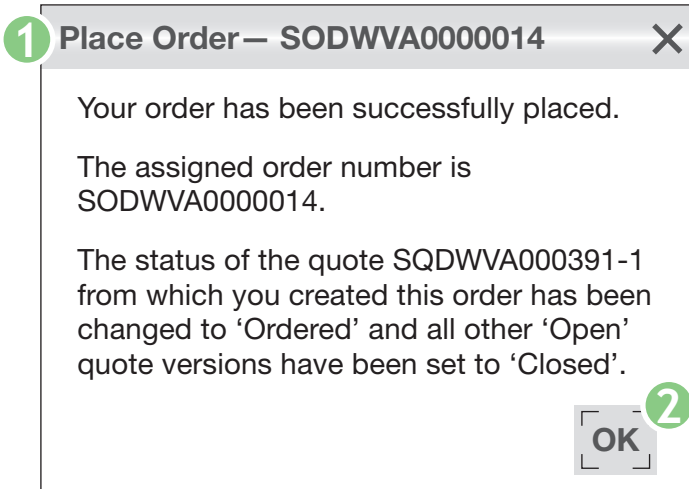 1 Place Order— SODWVA0000014
Your order has been successfully placed.
The assigned order number is
SODWVA0000014.
The status of the quote SQDWVA000391-1
from which you created this order has been
changed to ‘Ordered’ and all other ‘Open’
quote versions have been set to ‘Closed’.
2
OK